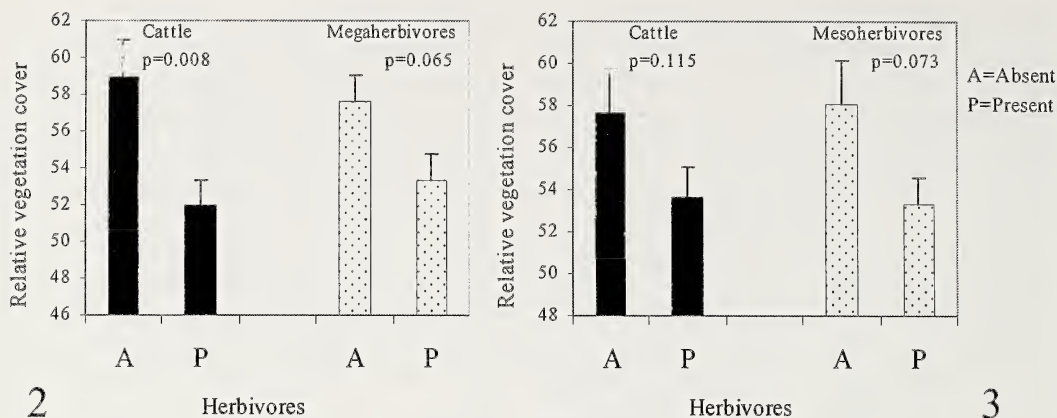 Relative vegetation cover
62
60
58
56
54
52
50
48
46
Cattle
p=0.008
Megaherbivores
p=0.065
A P A P
Herbivores
2
Relative vegetation cover
62
60
58
56
54
52
50
48
Cattle
p=0.115
Mesoherbivores
p=0.073
A P A P
Herbivores
3
A=Absent
P=Present